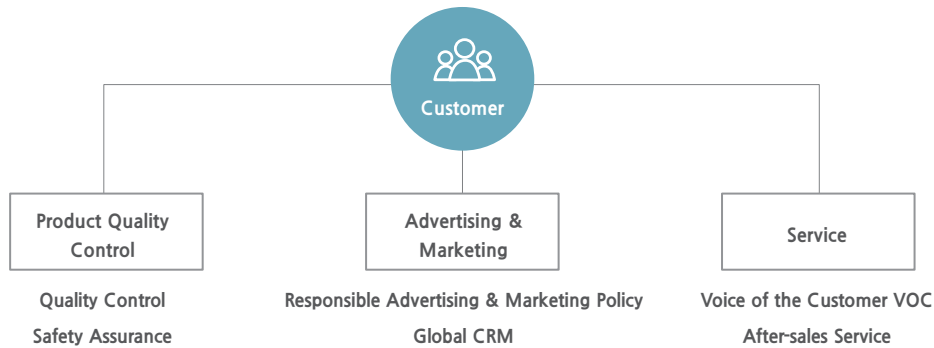 Customer
Product Quality
Control
Quality Control
Safety Assurance
Advertising &
Marketing
Responsible Advertising & Marketing Policy
Global CRM
Service
Voice of the Customer VOC
After-sales Service